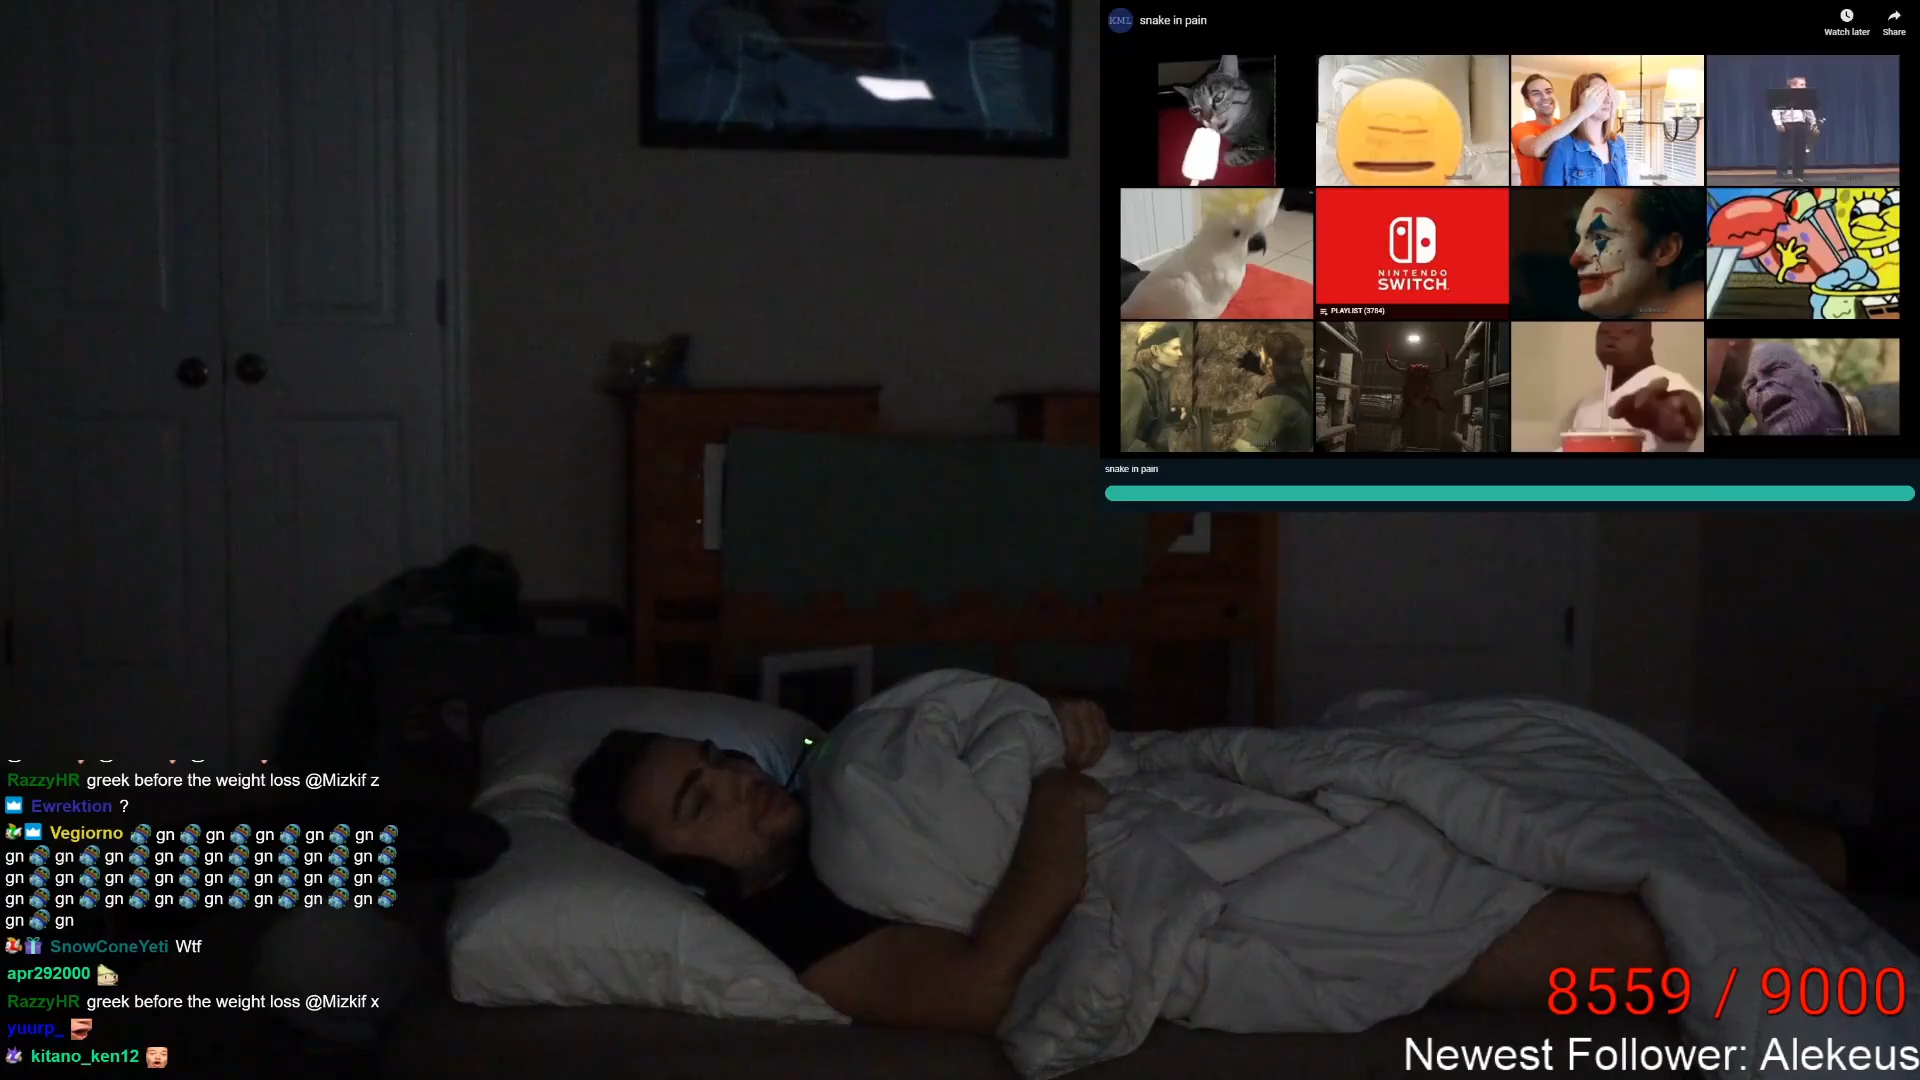 KML snake in pain
Watch later
Share
NINTENDO
SWITCH
PLAYLIST (3784)
snake in pain
RazzyHR greek before the weight loss @Mizkif z
Ewrektion ?
Vegiorno gn gn gn gn gn
gn gn gn gn gn gn gn gn
gn gn gn gn gn gn gn gn
gn gn gn gn gn gn gn gn
gn gn
SnowConeYeti Wtf
apr292000
RazzyHR greek before the weight loss @Mizkif x
yuurp_
kitano_ken12
8559 / 9000
Newest Follower: Alekeus